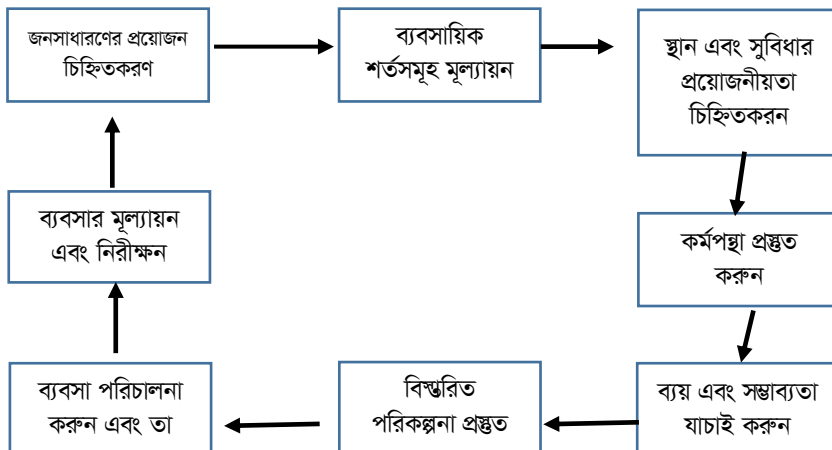 জনসাধারণের প্রয়োজন
চিহ্নিতকরণ
ব্যবসায়িক
শর্তসমূহ মূল্যায়ন
স্থান এবং সুবিধার
প্রয়োজনীয়তা
চিহ্নিতকরন
কর্মপন্থা প্রস্তুত
করুন
ব্যয় এবং সম্ভাব্যতা
যাচাই করুন
বিস্তারিত
পরিকল্পনা প্রস্তুত
ব্যবসা পরিচালনা
করুন এবং তা
ব্যবসার মূল্যায়ন
এবং নিরীক্ষন